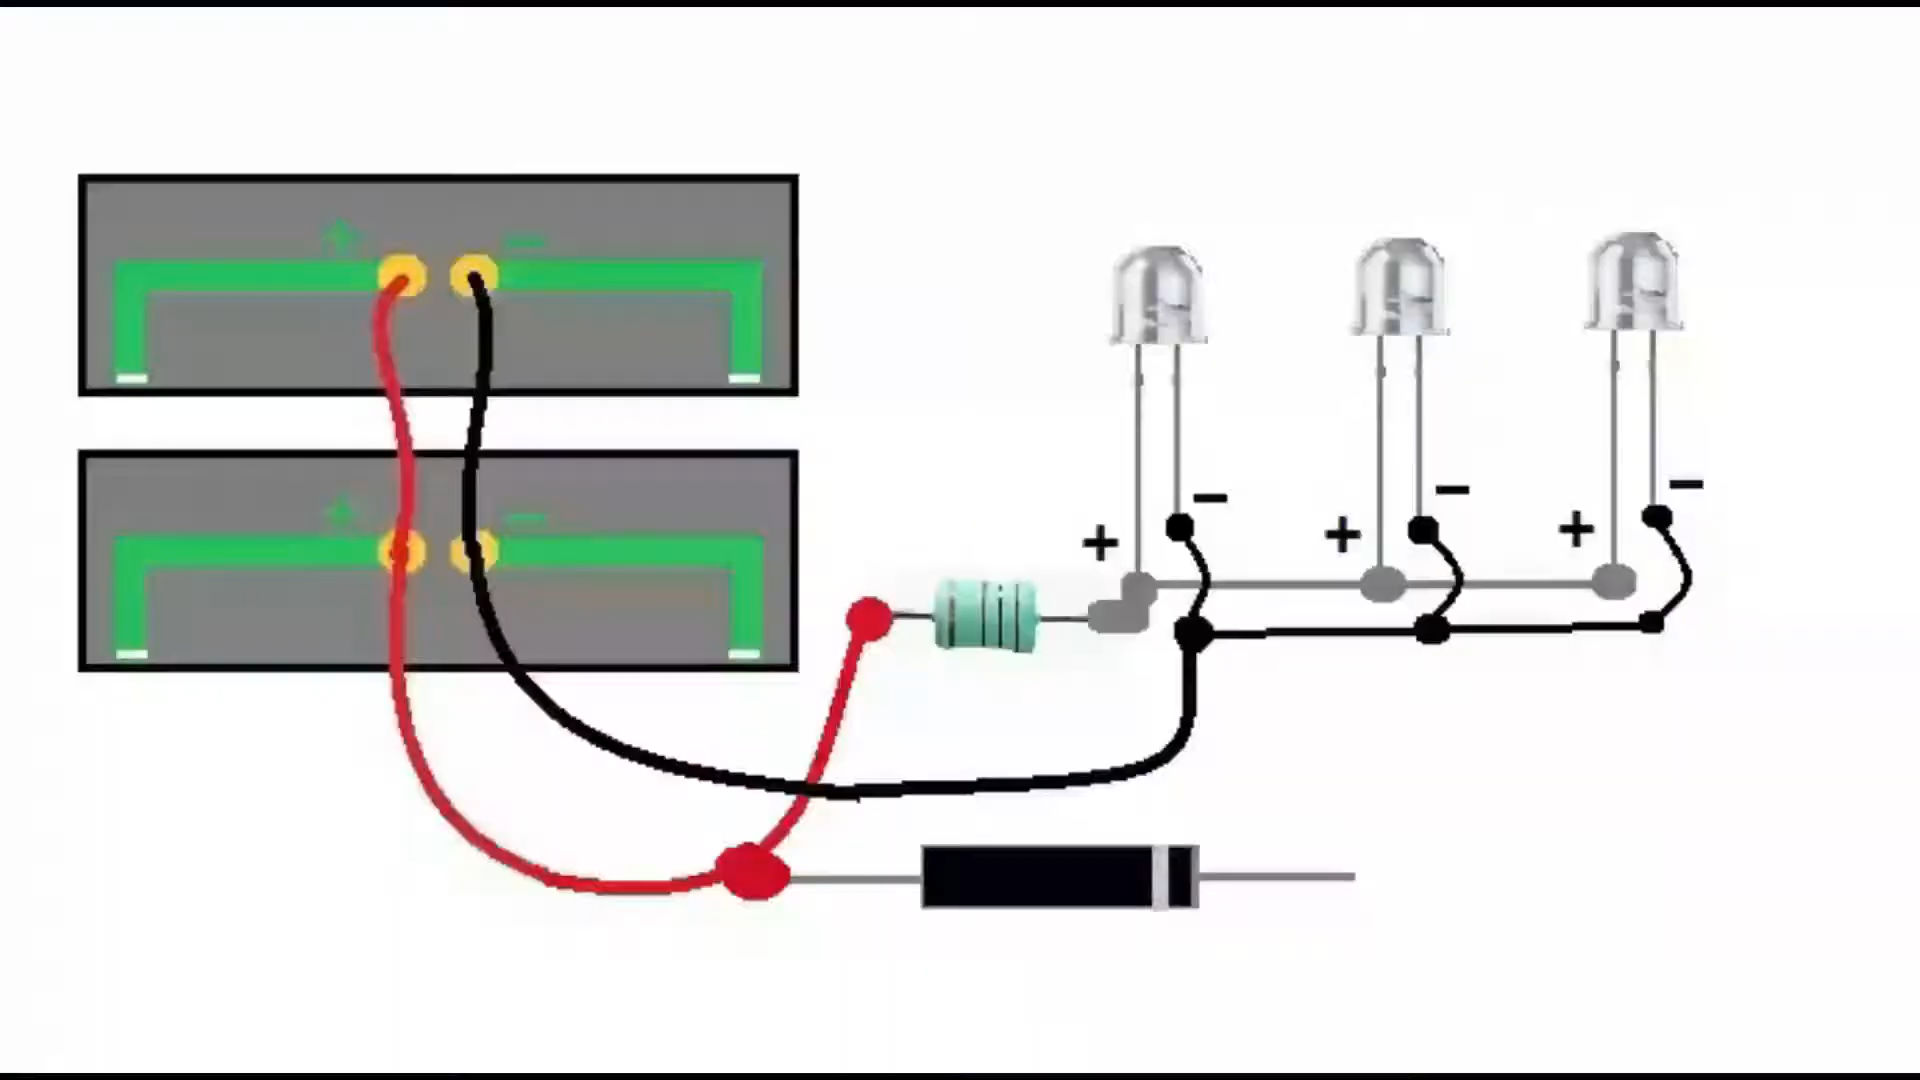 + −
+ −
+ − + − + −